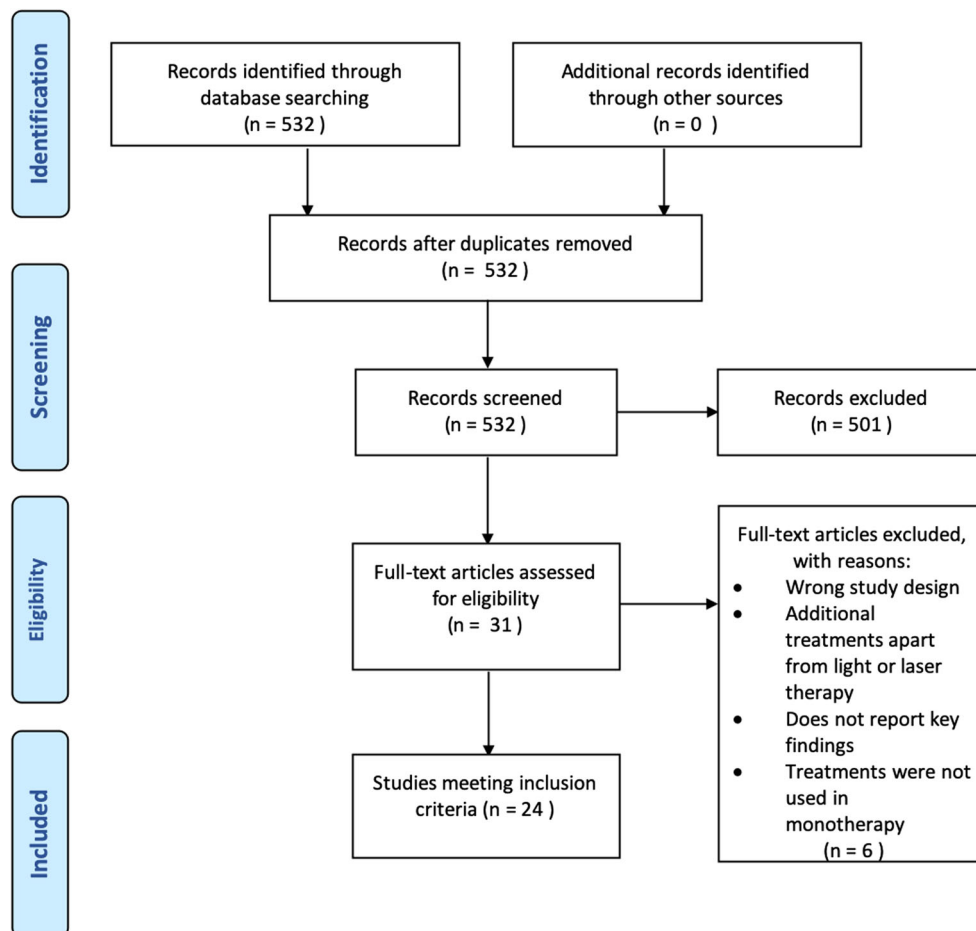 Identification
Records identified through
database searching
(n = 532 )
Additional records identified
through other sources
(n = 0  )
Records after duplicates removed
(n =  532 )
Screening
Records screened
(n = 532 )
Records excluded
(n = 501 )
Eligibility
Full-text articles assessed
for eligibility
(n =  31 )
Full-text articles excluded,
with reasons:
• Wrong study design
• Additional
treatments apart
from light or laser
therapy
• Does not report key
findings
• Treatments were not
used in
monotherapy
(n = 6 )
Included
Studies meeting inclusion
criteria (n = 24 )